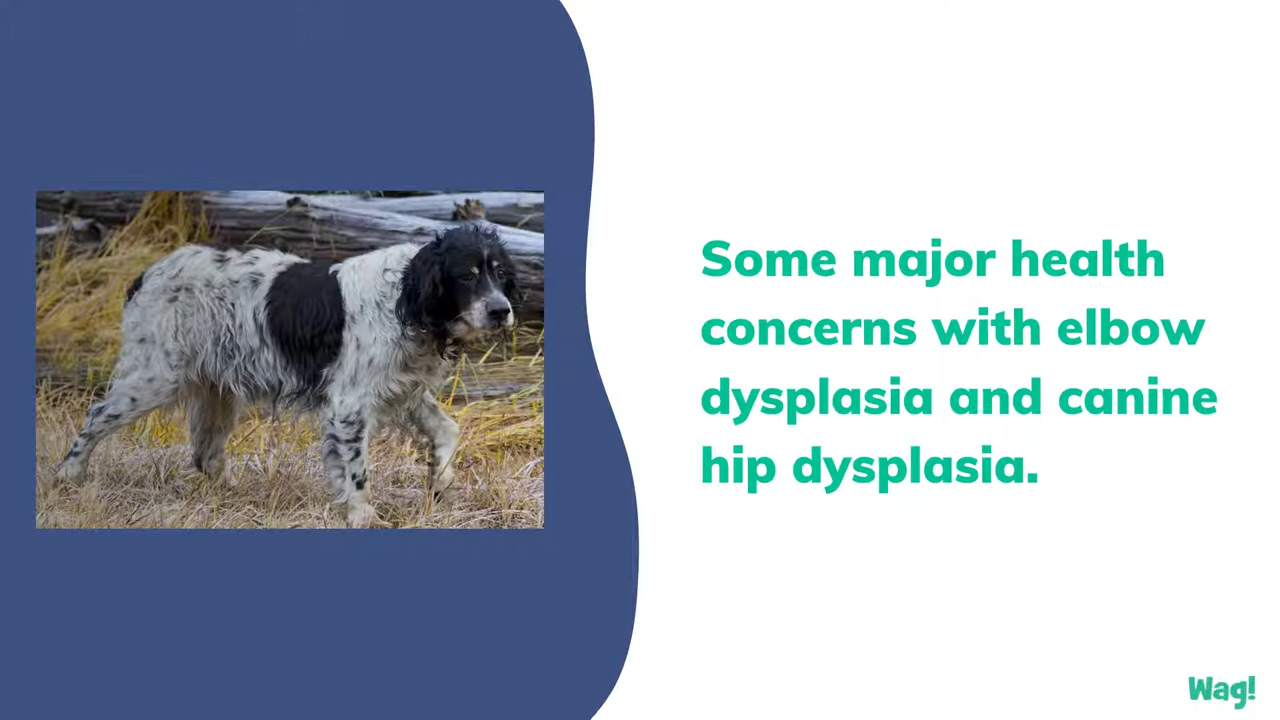 Some major health
concerns with elbow
dysplasia and canine
hip dysplasia.
Wag!